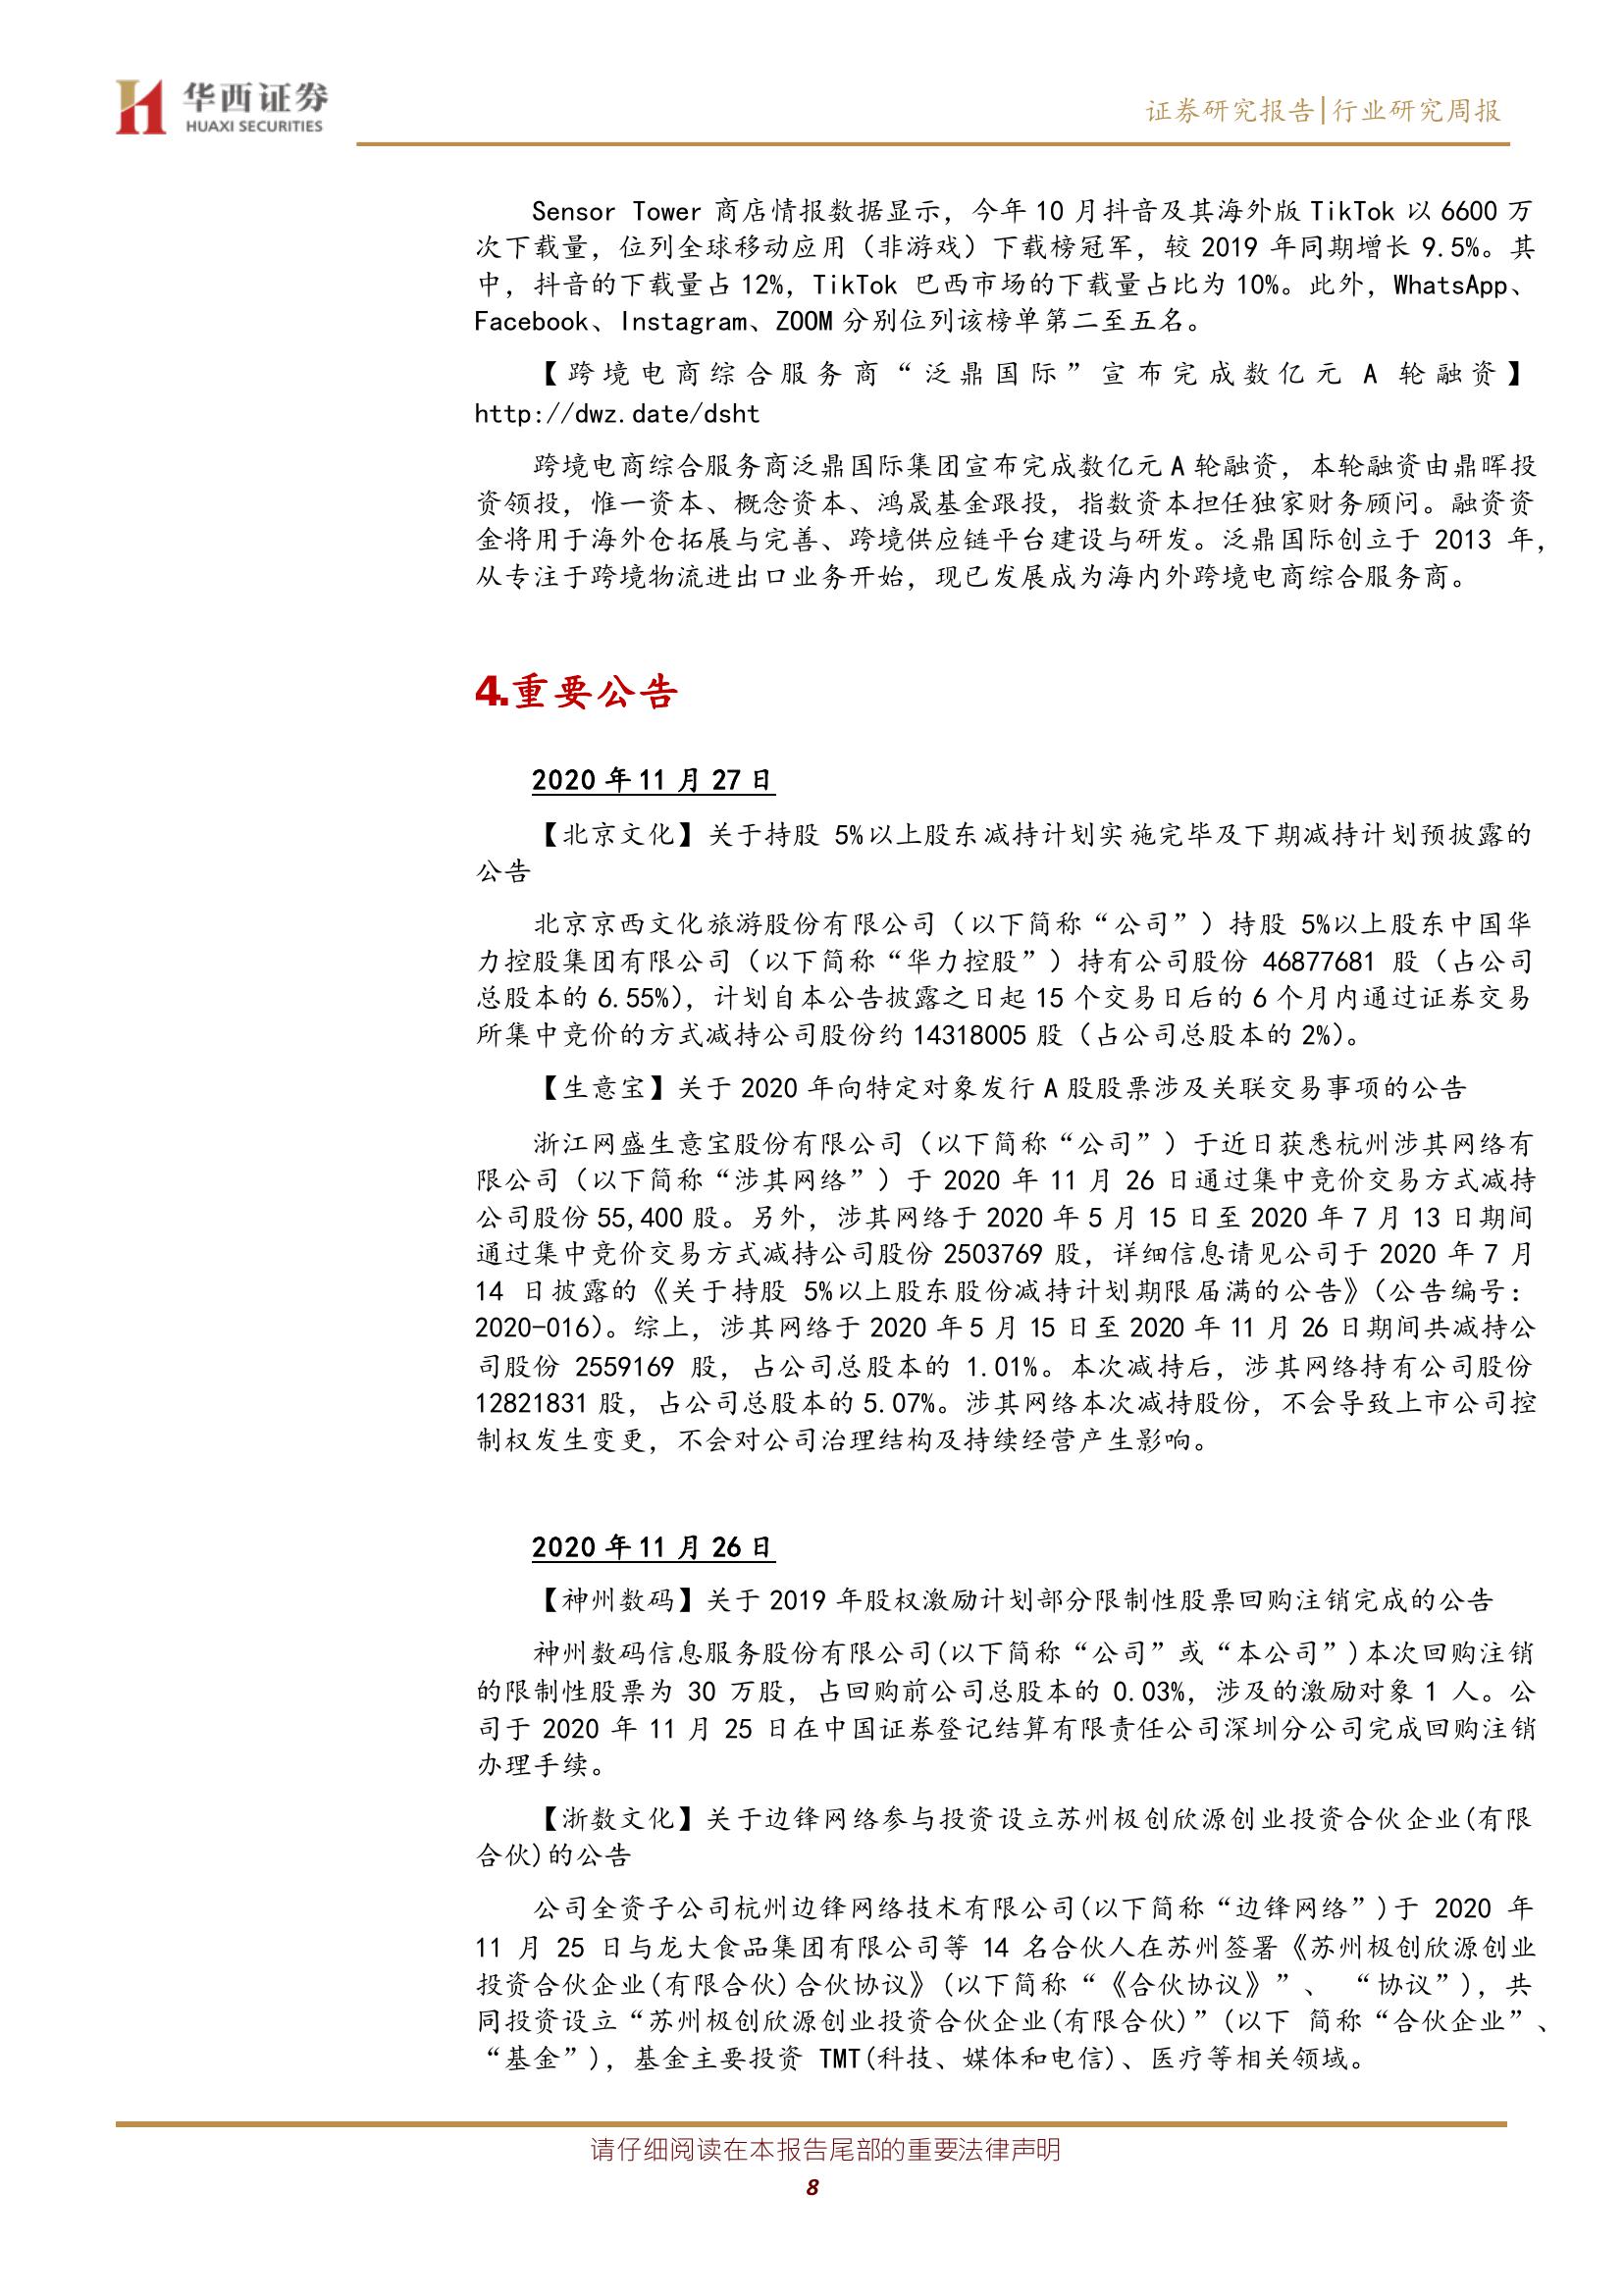 华西证券
HUAXI SECURITIES
证券研究报告|行业研究周报
Sensor Tower 商店情报数据显示，今年 10 月抖音及其海外版 TikTok 以 6600 万
次下载量，位列全球移动应用（非游戏）下载榜冠军，较 2019 年同期增长 9.5%。其
中，抖音的下载量占 12%，TikTok 巴西市场的下载量占比为 10%。此外，WhatsApp、
Facebook、Instagram、ZOOM 分别位列该榜单第二至五名。
【跨境电商综合服务商“泛鼎国际”宣布完成数亿元 A 轮融资】
http://dwz.date/dsht
跨境电商综合服务商泛鼎国际集团宣布完成数亿元 A 轮融资，本轮融资由鼎晖投
资领投，惟一资本、概念资本、鸿晟基金跟投，指数资本担任独家财务顾问。融资资
金将用于海外仓拓展与完善、跨境供应链平台建设与研发。泛鼎国际创立于 2013 年，
从专注于跨境物流进出口业务开始，现已发展成为海内外跨境电商综合服务商。
4.重要公告
2020 年 11 月 27 日
【北京文化】关于持股 5%以上股东减持计划实施完毕及下期减持计划预披露的
公告
北京京西文化旅游股份有限公司（以下简称“公司”）持股 5%以上股东中国华
力控股集团有限公司（以下简称“华力控股”）持有公司股份 46877681 股（占公司
总股本的 6.55%），计划自本公告披露之日起 15 个交易日后的 6 个月内通过证券交易
所集中竞价的方式减持公司股份约 14318005 股（占公司总股本的 2%）。
【生意宝】关于 2020 年向特定对象发行 A 股股票涉及关联交易事项的公告
浙江网盛生意宝股份有限公司（以下简称“公司”）于近日获悉杭州涉其网络有
限公司（以下简称“涉其网络”）于 2020 年 11 月 26 日通过集中竞价交易方式减持
公司股份 55,400 股。另外，涉其网络于 2020 年 5 月 15 日至 2020 年 7 月 13 日期间
通过集中竞价交易方式减持公司股份 2503769 股，详细信息请见公司于 2020 年 7 月
14 日披露的《关于持股 5%以上股东股份减持计划期限届满的公告》（公告编号：
2020-016）。综上，涉其网络于 2020 年 5 月 15 日至 2020 年 11 月 26 日期间共减持公
司股份 2559169 股，占公司总股本的 1.01%。本次减持后，涉其网络持有公司股份
12821831 股，占公司总股本的 5.07%。涉其网络本次减持股份，不会导致上市公司控
制权发生变更，不会对公司治理结构及持续经营产生影响。
2020 年 11 月 26 日
【神州数码】关于 2019 年股权激励计划部分限制性股票回购注销完成的公告
神州数码信息服务股份有限公司(以下简称“公司”或“本公司”)本次回购注销
的限制性股票为 30 万股，占回购前公司总股本的 0.03%，涉及的激励对象 1 人。公
司于 2020 年 11 月 25 日在中国证券登记结算有限责任公司深圳分公司完成回购注销
办理手续。
【浙数文化】关于边锋网络参与投资设立苏州极创欣源创业投资合伙企业(有限
合伙)的公告
公司全资子公司杭州边锋网络技术有限公司(以下简称“边锋网络”)于 2020 年
11 月 25 日与龙大食品集团有限公司等 14 名合伙人在苏州签署《苏州极创欣源创业
投资合伙企业(有限合伙)合伙协议》(以下简称“《合伙协议》”、 “协议”)，共
同投资设立“苏州极创欣源创业投资合伙企业(有限合伙)”(以下 简称“合伙企业”、
“基金”)，基金主要投资 TMT(科技、媒体和电信)、医疗等相关领域。
请仔细阅读在本报告尾部的重要法律声明
8